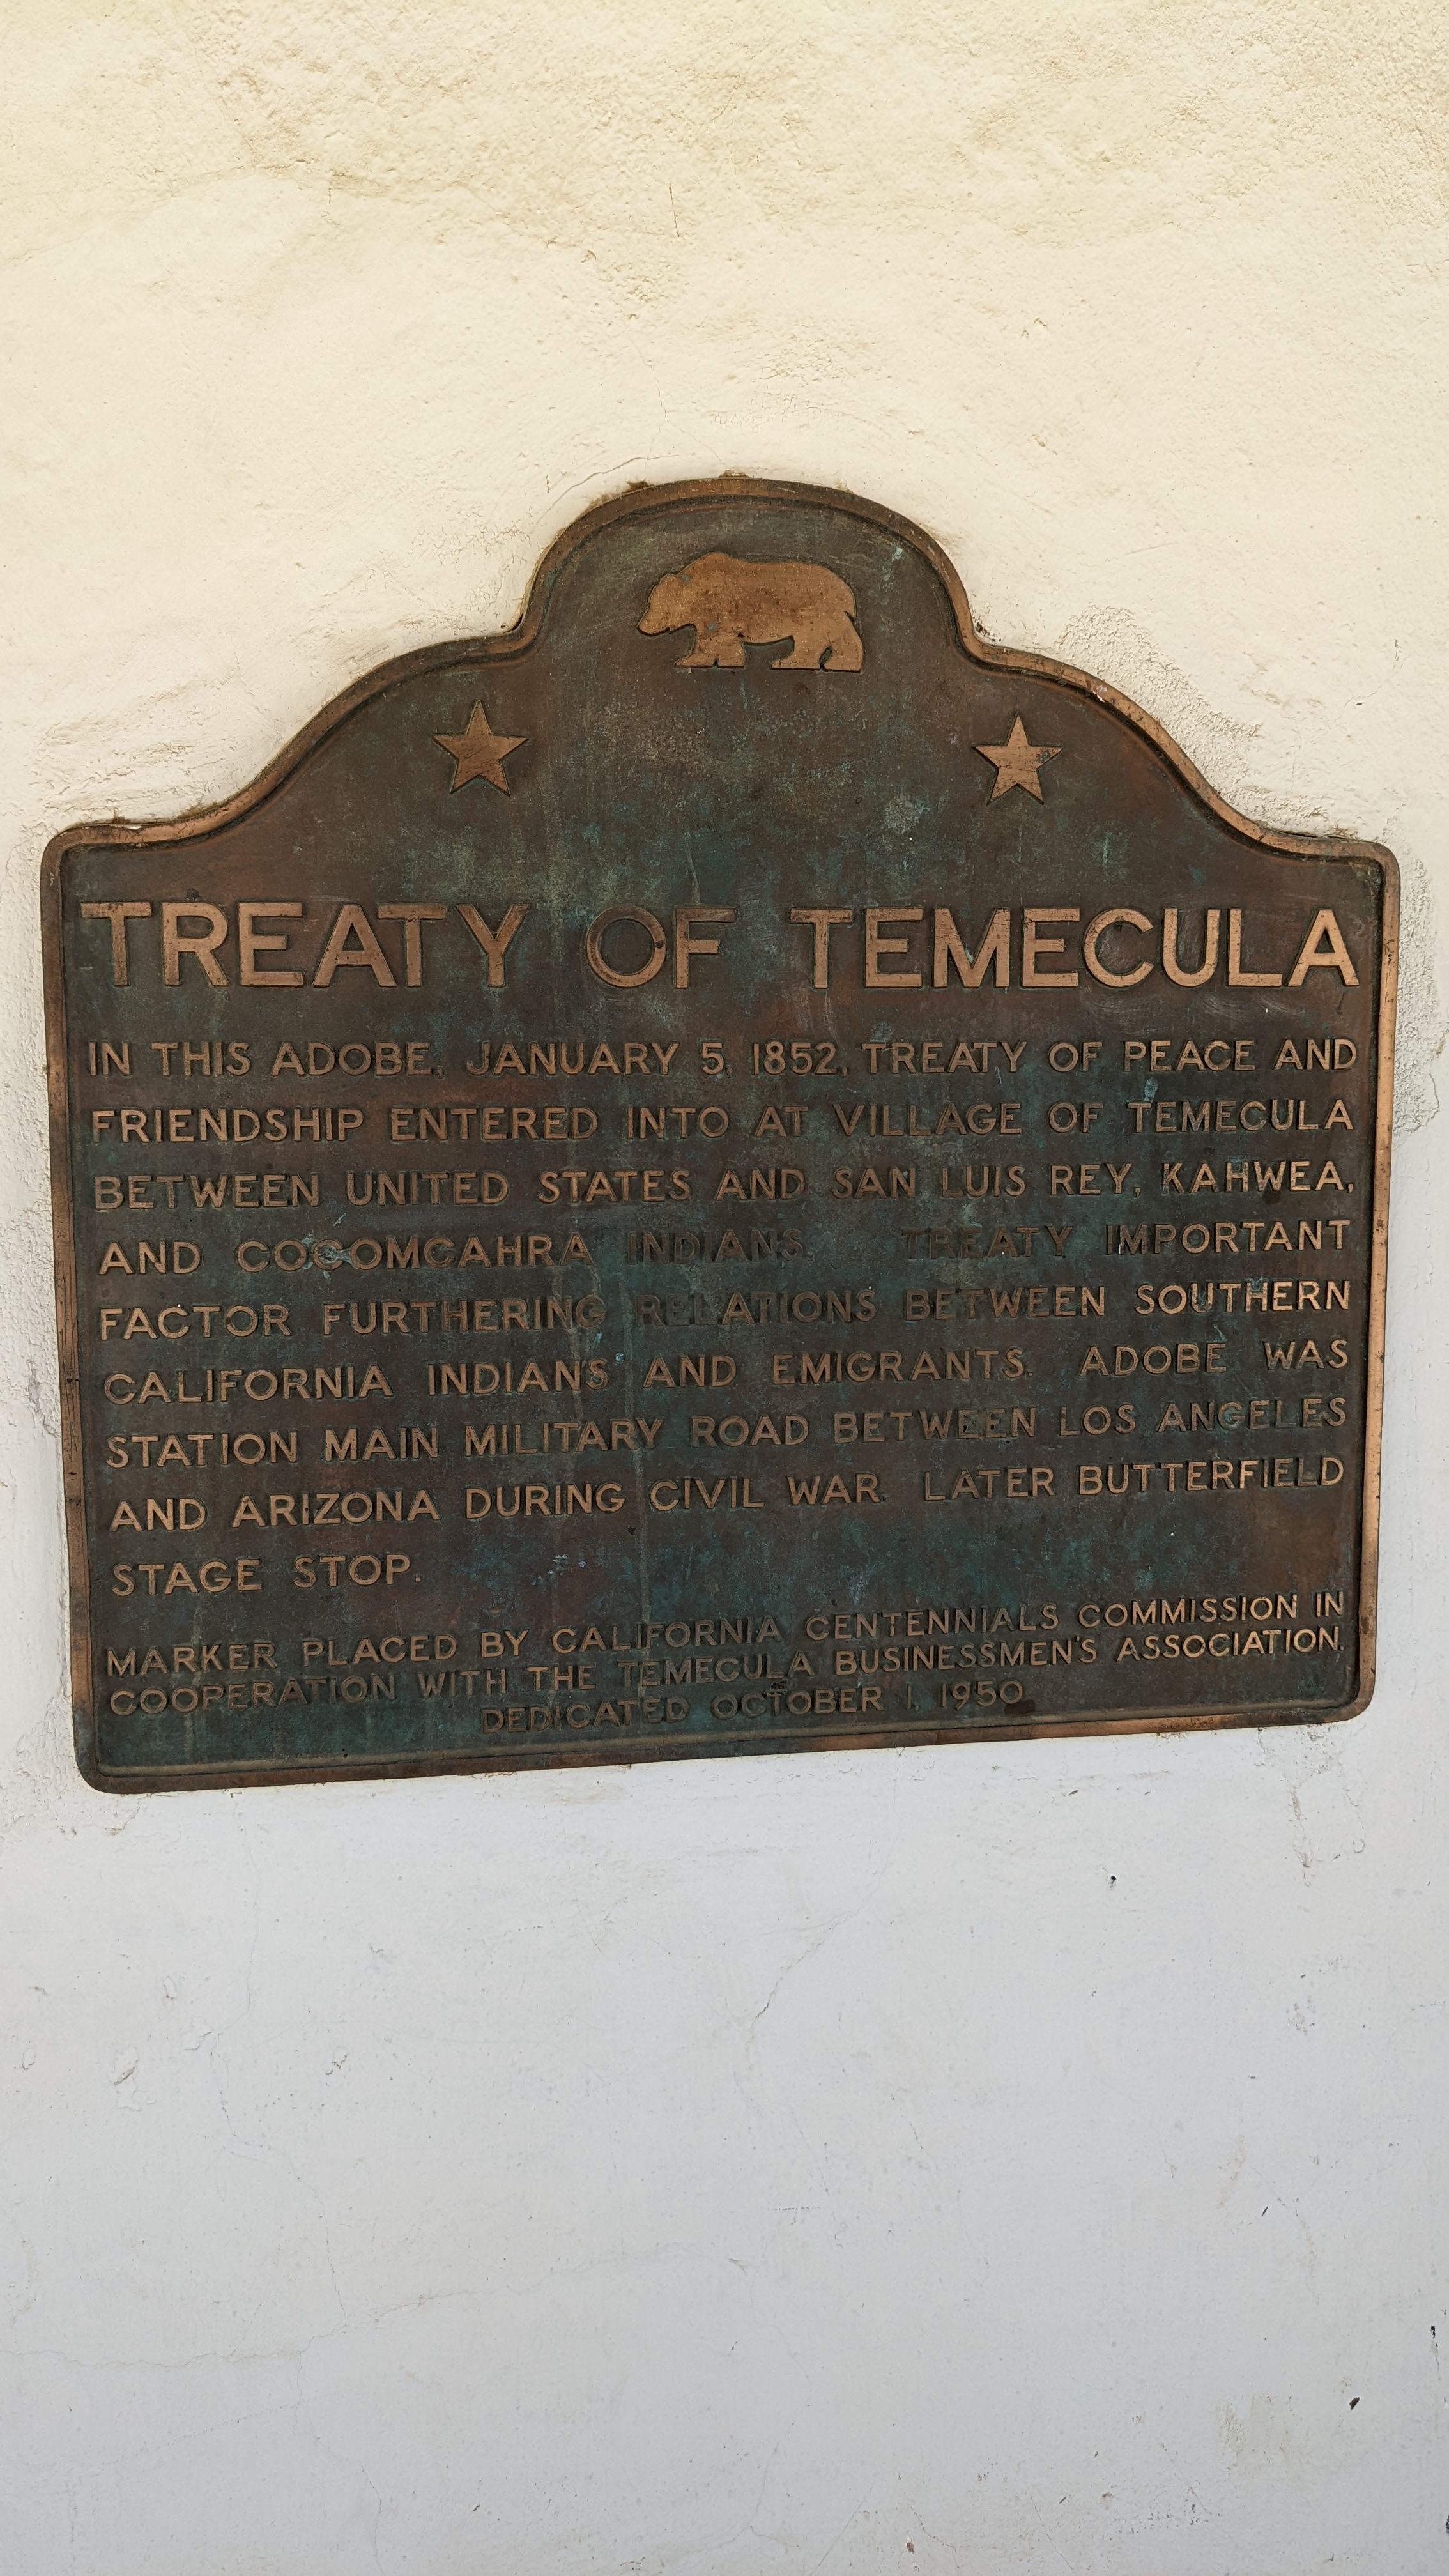 TREATY OF TEMECULA
IN THIS ADOBE, JANUARY 5, 1852, TREATY OF PEACE AND
FRIENDSHIP ENTERED INTO AT VILLAGE OF TEMECULA
BETWEEN UNITED STATES AND SAN LUIS REY, KAHWEA,
AND COCOMCAHRA INDIANS. TREATY IMPORTANT
FACTOR FURTHERING RELATIONS BETWEEN SOUTHERN
CALIFORNIA INDIANS AND EMIGRANTS. ADOBE WAS
STATION MAIN MILITARY ROAD BETWEEN LOS ANGELES
AND ARIZONA DURING CIVIL WAR. LATER BUTTERFIELD
STAGE STOP.
MARKER PLACED BY CALIFORNIA CENTENNIALS COMMISSION IN
COOPERATION WITH THE TEMECULA BUSINESSMEN'S ASSOCIATION.
DEDICATED OCTOBER 1, 1950